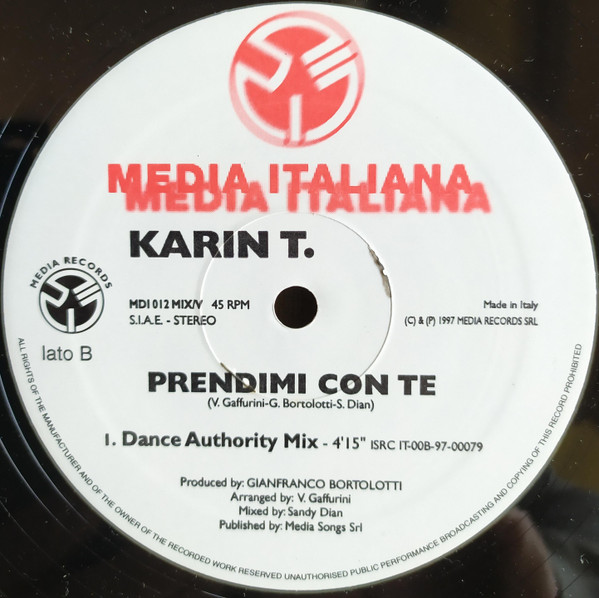 MEDIA ITALIANA
MEDIA ITALIANA
KARIN T.
MEDIA RECORDS
MDI 012 MIX/V 45 RPM
S.I.A.E. - STEREO
Made in Italy
(C) & (P) 1997 MEDIA RECORDS SRL
lato B
PRENDIMI CON TE
(V. Gaffurini-G. Bortolotti-S. Dian)
1. Dance Authority Mix - 4'15" ISRC IT-00B-97-00079
Produced by: GIANFRANCO BORTOLOTTI
Arranged by: V. Gaffurini
Mixed by: Sandy Dian
Published by: Media Songs Srl
ALL RIGHTS OF THE MANUFACTURER AND OF THE OWNER OF THE RECORDED WORK RESERVED UNAUTHORISED PUBLIC PERFORMANCE BROADCASTING AND COPYING OF THIS RECORD PROHIBITED